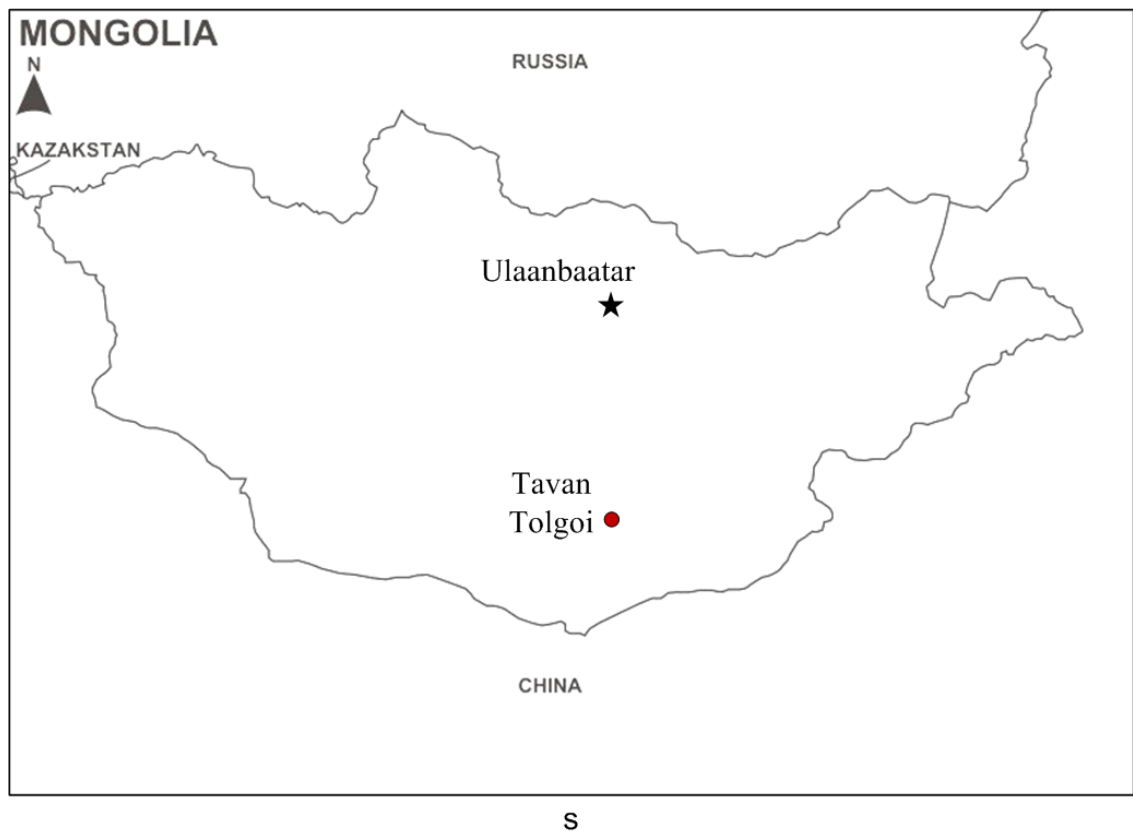 MONGOLIA
N
RUSSIA
KAZAKSTAN
Ulaanbaatar
Tavan
Tolgoi
CHINA
S